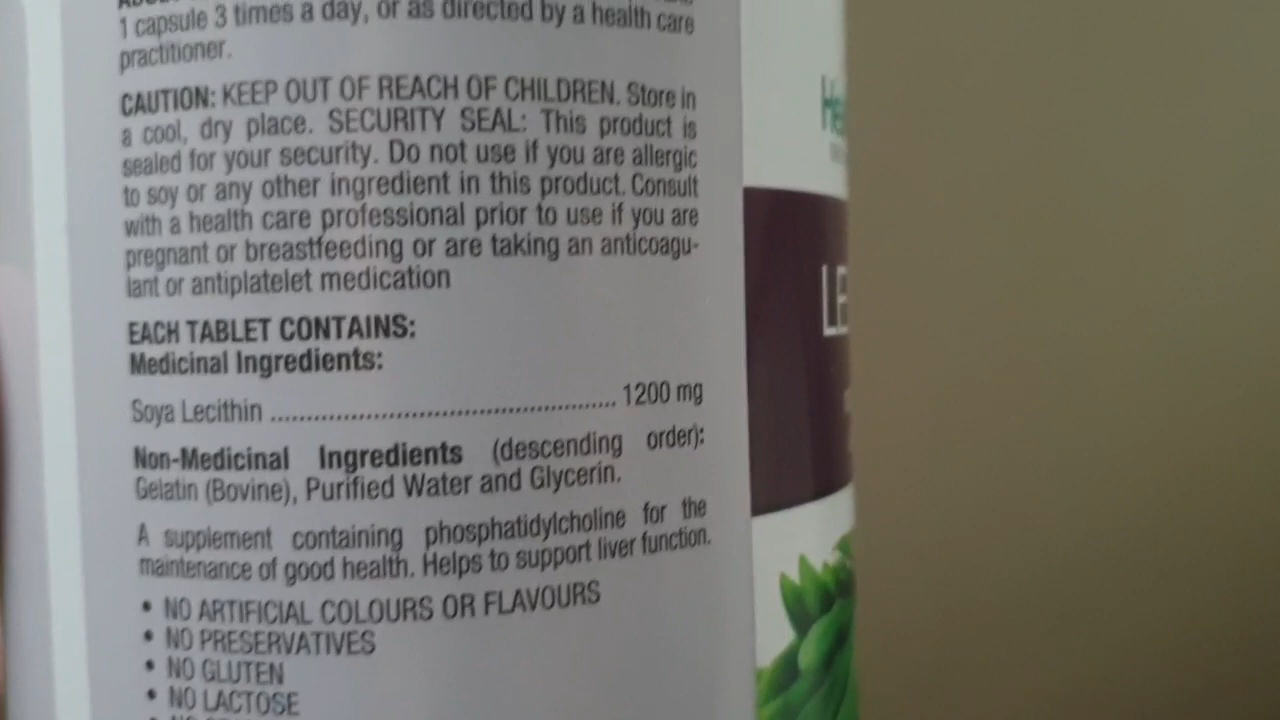 1 capsule 3 times a day, or as directed by a health care
practitioner.
CAUTION: KEEP OUT OF REACH OF CHILDREN. Store in
a cool, dry place. SECURITY SEAL: This product is
sealed for your security. Do not use if you are allergic
to soy or any other ingredient in this product. Consult
with a health care professional prior to use if you are
pregnant or breastfeeding or are taking an anticoagu-
lant or antiplatelet medication
EACH TABLET CONTAINS:
Medicinal Ingredients:
Soya Lecithin ................................................. 1200 mg
Non-Medicinal Ingredients (descending order):
Gelatin (Bovine), Purified Water and Glycerin.
A supplement containing phosphatidylcholine for the
maintenance of good health. Helps to support liver function.
• NO ARTIFICIAL COLOURS OR FLAVOURS
• NO PRESERVATIVES
• NO GLUTEN
• NO LACTOSE